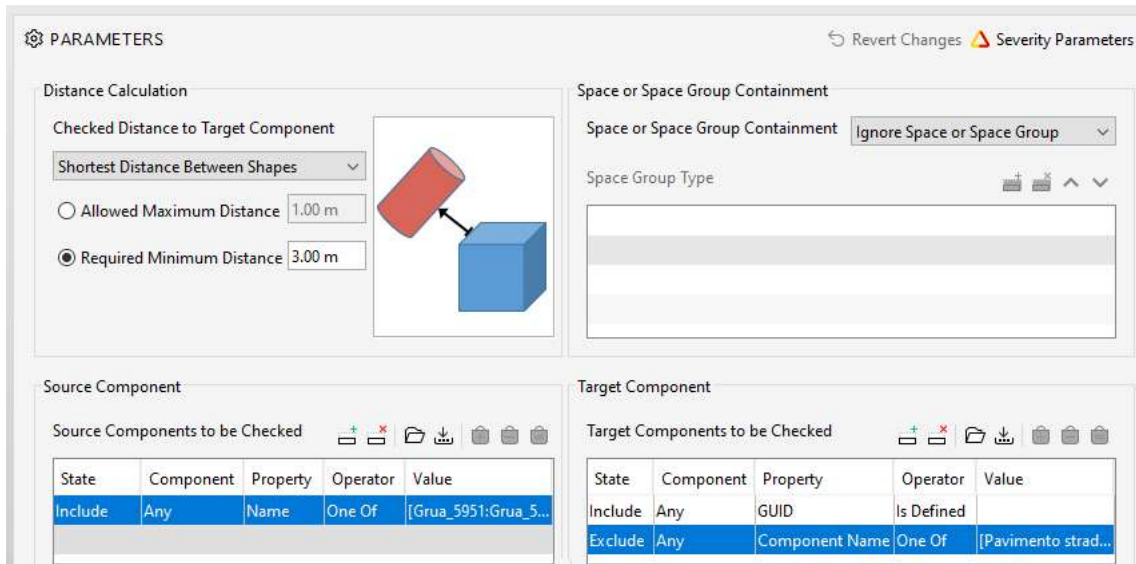 PARAMETERS
Revert Changes Severity Parameters
Distance Calculation
Checked Distance to Target Component
Shortest Distance Between Shapes
Allowed Maximum Distance 1.00 m
Required Minimum Distance 3.00 m
Space or Space Group Containment
Space or Space Group Containment Ignore Space or Space Group
Space Group Type
Source Component
Source Components to be Checked
State Component Property Operator Value
Include Any Name One Of [Grua_5951:Grua_5...
Target Component
Target Components to be Checked
State Component Property Operator Value
Include Any GUID Is Defined
Exclude Any Component Name One Of [Pavimento strad...